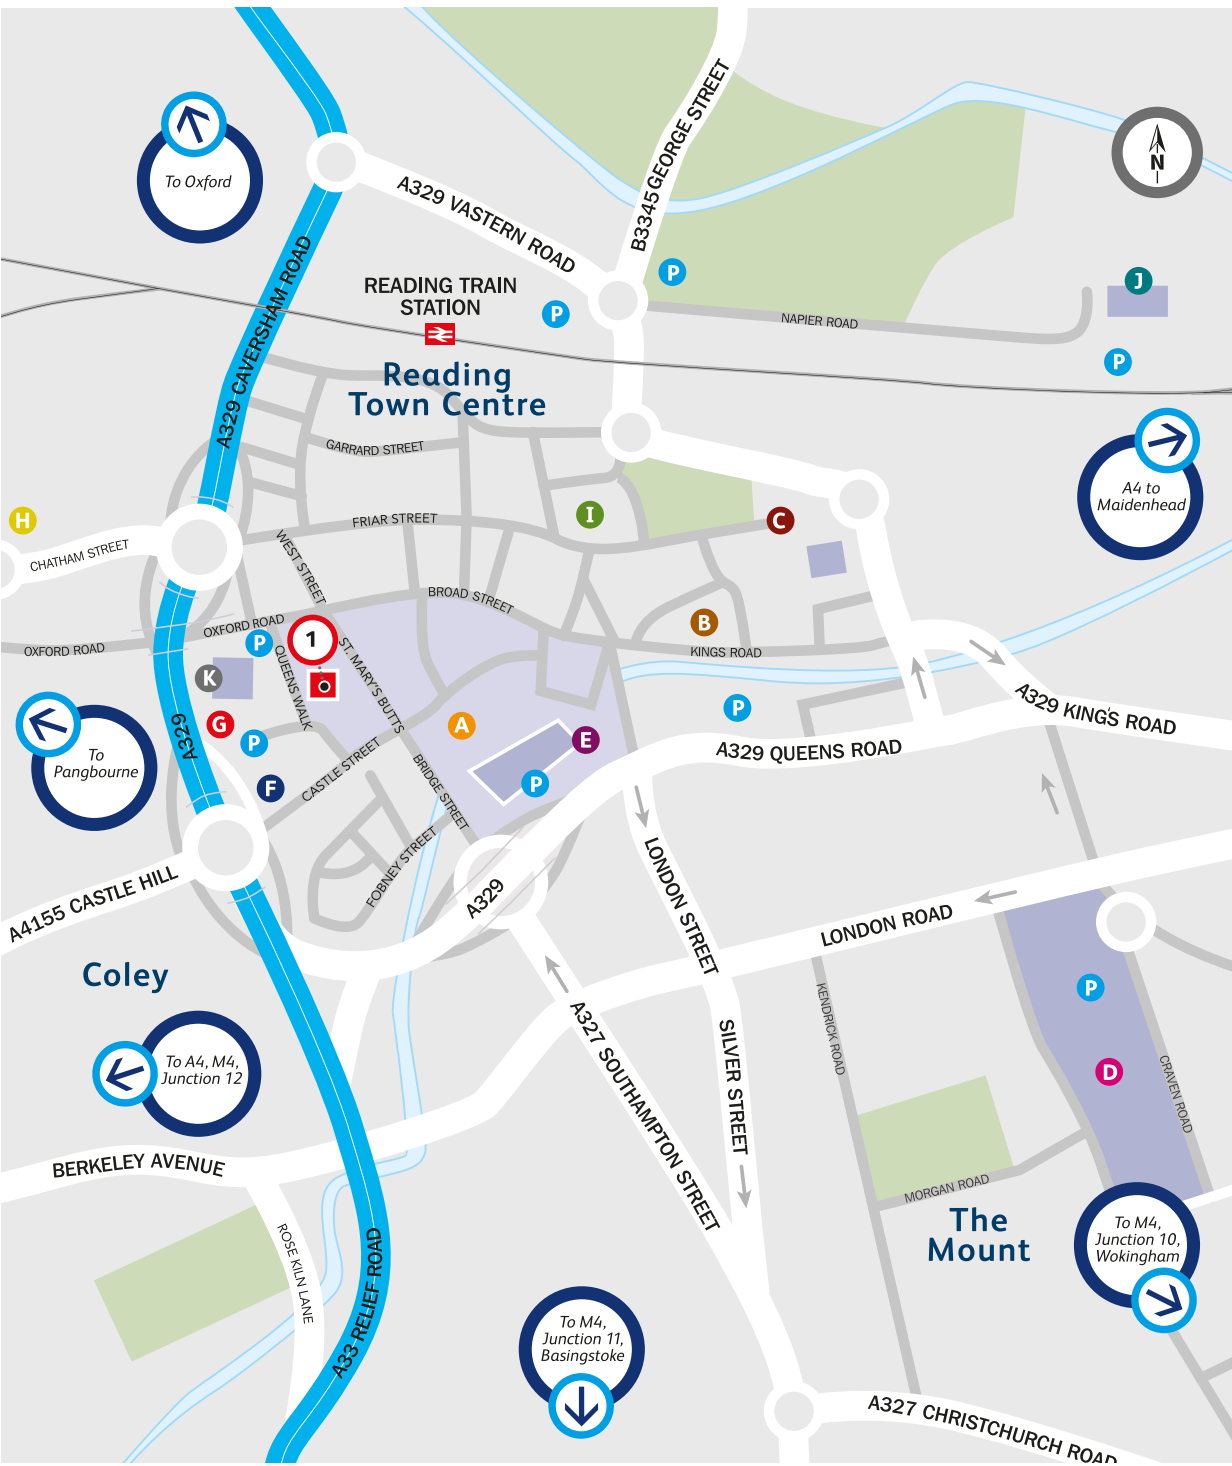 To Oxford
N
B3345 GEORGE STREET
A329 VASTERN ROAD
A329 CAVERSHAM ROAD
READING TRAIN
STATION
P
P
J
NAPIER ROAD
P
Reading
Town Centre
GARRARD STREET
A4 to
Maidenhead
H
CHATHAM STREET
FRIAR STREET
I
C
WEST STREET
BROAD STREET
OXFORD ROAD
OXFORD ROAD
P
1
B
KINGS ROAD
K
QUEENS WALK
ST. MARY'S BUTTS
G
P
A
E
P
A329 KING'S ROAD
A329 QUEENS ROAD
To
Pangbourne
A329
F
CASTLE STREET
BRIDGE STREET
P
FOBNEY STREET
A329
LONDON STREET
A4155 CASTLE HILL
LONDON ROAD
Coley
P
KENDRICK ROAD
To A4, M4,
Junction 12
A327 SOUTHAMPTON STREET
SILVER STREET
D
CRAVEN ROAD
BERKELEY AVENUE
MORGAN ROAD
The
Mount
To M4,
Junction 10,
Wokingham
ROSE KILN LANE
A33 RELIEF ROAD
To M4,
Junction 11,
Basingstoke
A327 CHRISTCHURCH ROAD